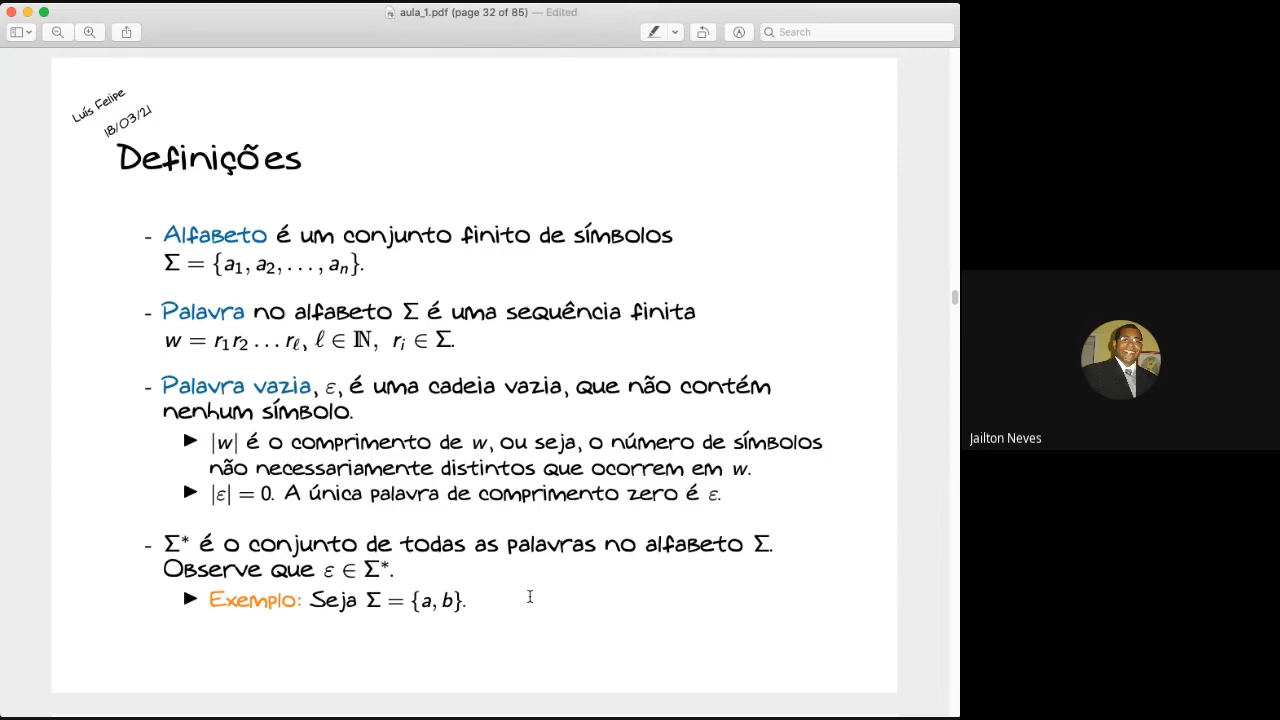 aula_1.pdf (page 32 of 85) — Edited
Search
Luís Felipe
18/03/21
Definições
- Alfabeto é um conjunto finito de símbolos
Σ = {a₁, a₂, . . . , aₙ}.
- Palavra no alfabeto Σ é uma sequência finita
w = r₁r₂ . . . r_ℓ, ℓ ∈ ℕ, rᵢ ∈ Σ.
- Palavra vazia, ε, é uma cadeia vazia, que não contém
nenhum símbolo.
▶ |w| é o comprimento de w, ou seja, o número de símbolos
não necessariamente distintos que ocorrem em w.
▶ |ε| = 0. A única palavra de comprimento zero é ε.
- Σ* é o conjunto de todas as palavras no alfabeto Σ.
Observe que ε ∈ Σ*.
▶ Exemplo: Seja Σ = {a, b}.
Jailton Neves